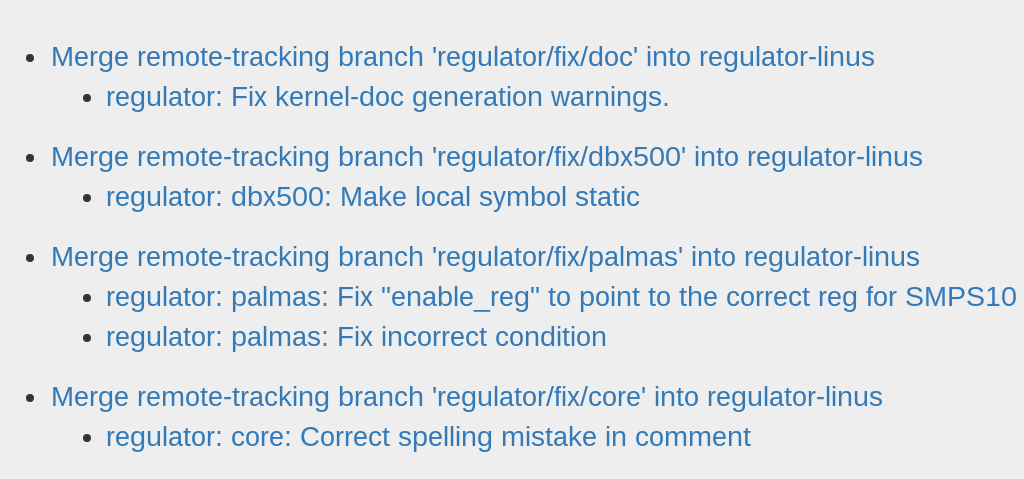 Merge remote-tracking branch 'regulator/fix/doc' into regulator-linus
regulator: Fix kernel-doc generation warnings.
Merge remote-tracking branch 'regulator/fix/dbx500' into regulator-linus
regulator: dbx500: Make local symbol static
Merge remote-tracking branch 'regulator/fix/palmas' into regulator-linus
regulator: palmas: Fix "enable_reg" to point to the correct reg for SMPS10
regulator: palmas: Fix incorrect condition
Merge remote-tracking branch 'regulator/fix/core' into regulator-linus
regulator: core: Correct spelling mistake in comment